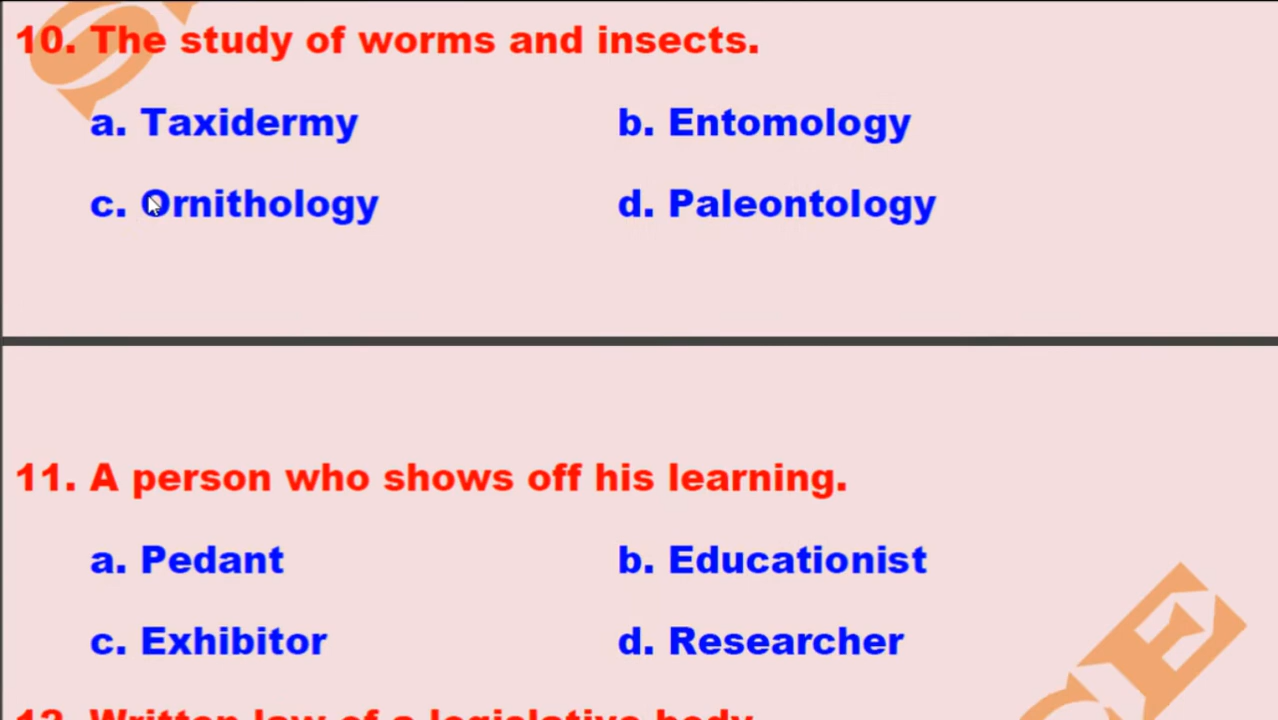 10. The study of worms and insects.
a. Taxidermy b. Entomology
c. Ornithology d. Paleontology
11. A person who shows off his learning.
a. Pedant b. Educationist
c. Exhibitor d. Researcher
12. Written law of a legislative body.